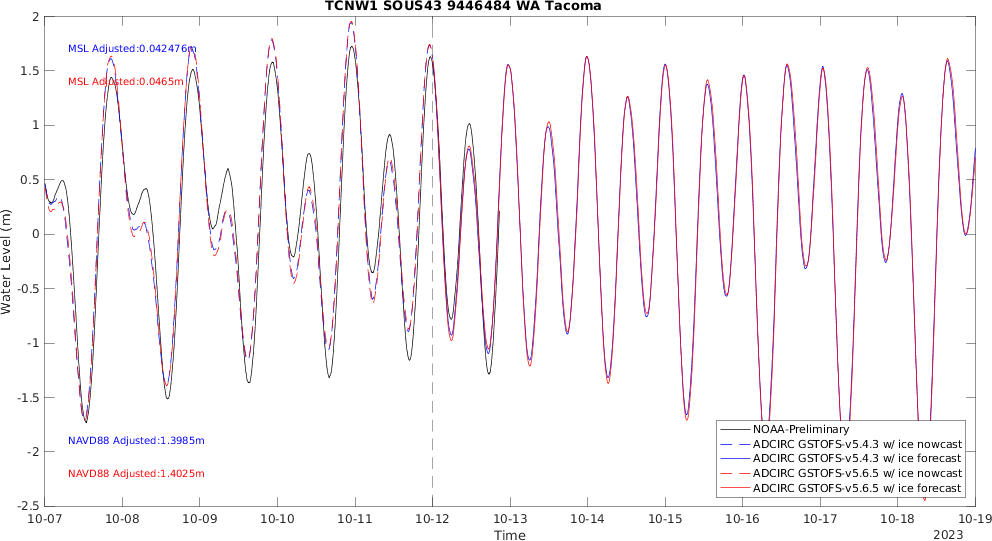 TCNW1 SOUS43 9446484 WA Tacoma
Water Level (m)
2
1.5
1
0.5
0
-0.5
-1
-1.5
-2
-2.5
MSL Adjusted:0.042476m
MSL Adjusted:0.0465m
NAVD88 Adjusted:1.3985m
NAVD88 Adjusted:1.4025m
NOAA-Preliminary
ADCIRC GSTOFS-v5.4.3 w/ ice nowcast
ADCIRC GSTOFS-v5.4.3 w/ ice forecast
ADCIRC GSTOFS-v5.6.5 w/ ice nowcast
ADCIRC GSTOFS-v5.6.5 w/ ice forecast
10-07 10-08 10-09 10-10 10-11 10-12 10-13 10-14 10-15 10-16 10-17 10-18 10-19
Time
2023